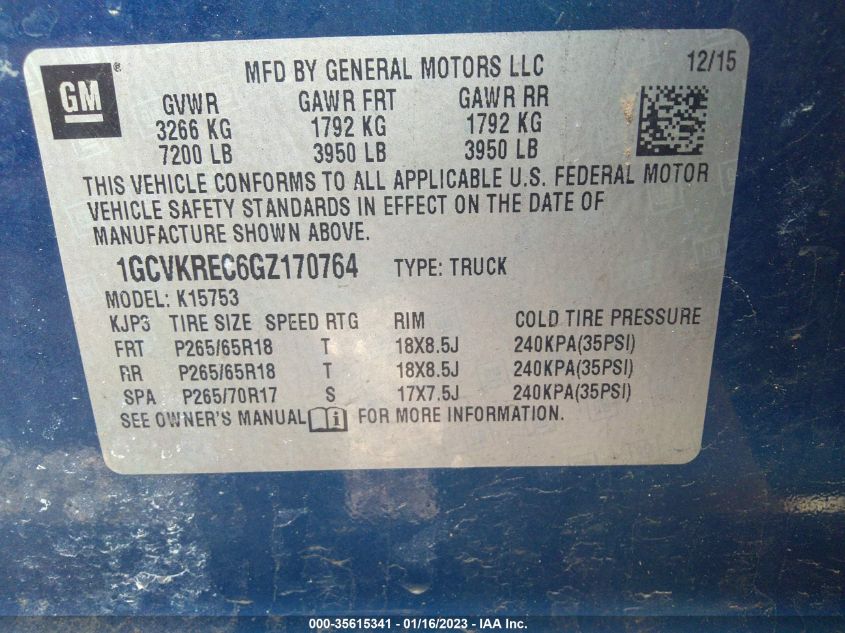 GM® MFD BY GENERAL MOTORS LLC 12/15
GVWR GAWR FRT GAWR RR
3266 KG 1792 KG 1792 KG
7200 LB 3950 LB 3950 LB
THIS VEHICLE CONFORMS TO ALL APPLICABLE U.S. FEDERAL MOTOR
VEHICLE SAFETY STANDARDS IN EFFECT ON THE DATE OF
MANUFACTURE SHOWN ABOVE.
1GCVKREC6GZ170764 TYPE: TRUCK
MODEL: K15753
KJP3 TIRE SIZE SPEED RTG RIM COLD TIRE PRESSURE
FRT P265/65R18 T 18X8.5J 240KPA(35PSI)
RR P265/65R18 T 18X8.5J 240KPA(35PSI)
SPA P265/70R17 S 17X7.5J 240KPA(35PSI)
SEE OWNER'S MANUAL i FOR MORE INFORMATION.
000-35615341 - 01/16/2023 - IAA Inc.